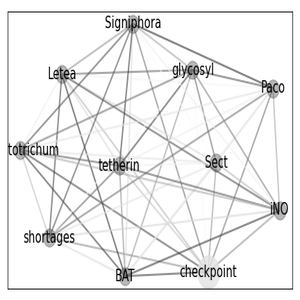 Signiphora
Letea
glycosyl
Paco
totrichum
tetherin
Sect
iNO
shortages
BAT
checkpoint